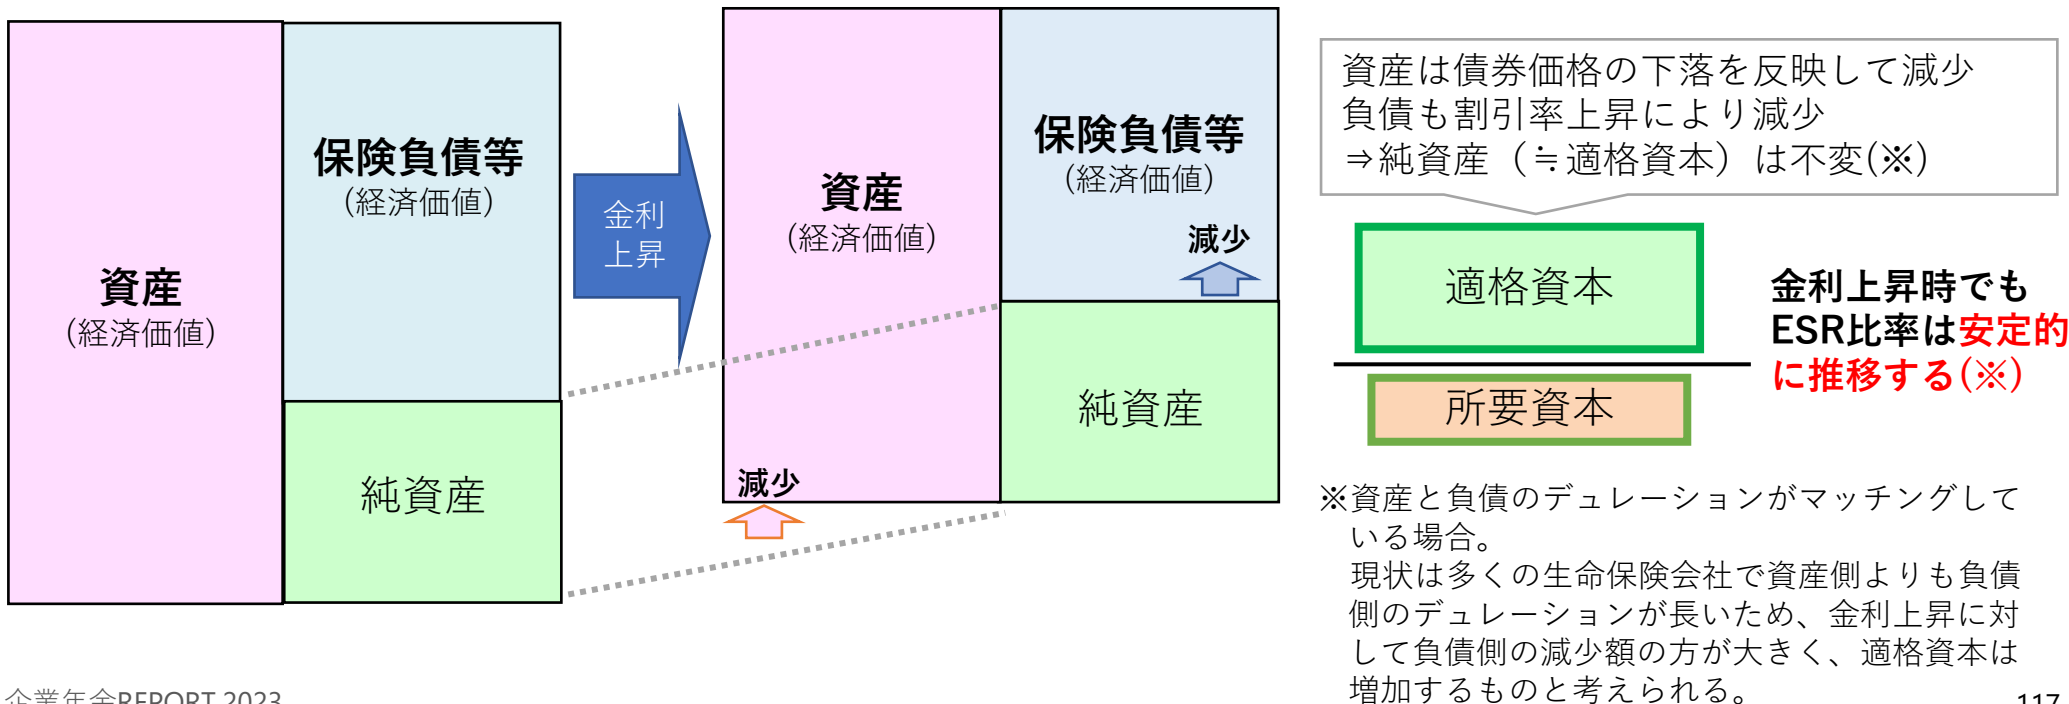 資産
(経済価値)
保険負債等
(経済価値)
純資産
金利
上昇
資産
(経済価値)
減少
保険負債等
(経済価値)
減少
純資産
資産は債券価格の下落を反映して減少
負債も割引率上昇により減少
⇒純資産（≒適格資本）は不変(※)
適格資本
所要資本
金利上昇時でも
ESR比率は安定的
に推移する(※)
※資産と負債のデュレーションがマッチングして
いる場合。
現状は多くの生命保険会社で資産側よりも負債
側のデュレーションが長いため、金利上昇に対
して負債側の減少額の方が大きく、適格資本は
増加するものと考えられる。
企業年金REPORT 2023
117